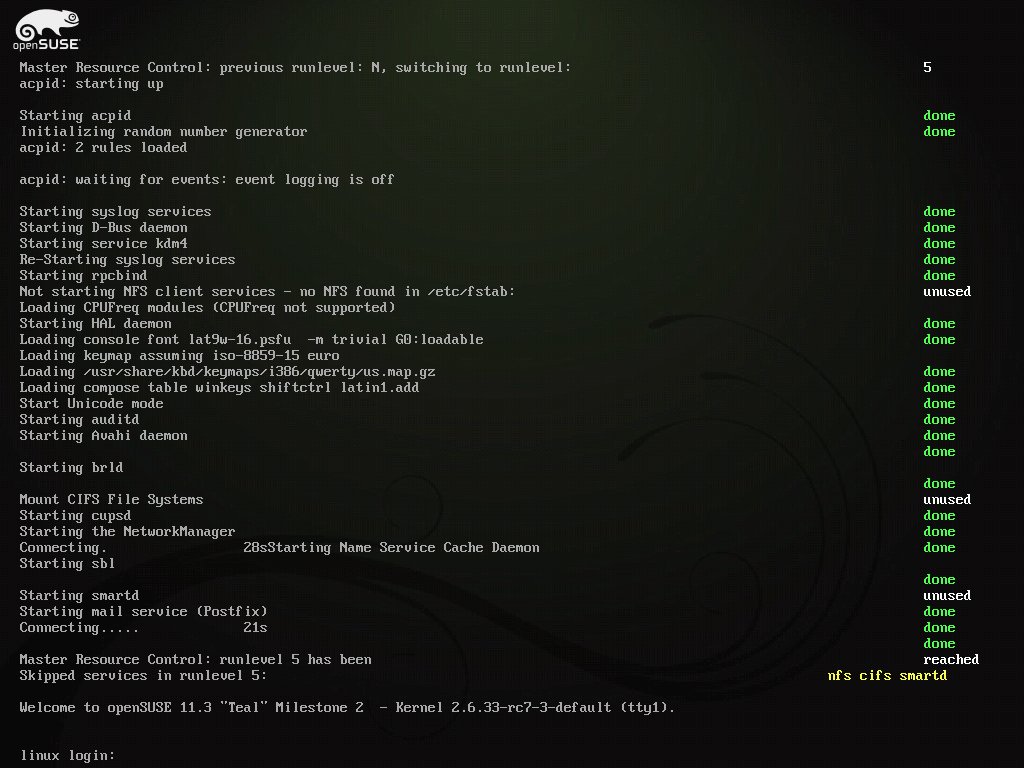 openSUSE
Master Resource Control: previous runlevel: N, switching to runlevel: 5
acpid: starting up
Starting acpid done
Initializing random number generator done
acpid: 2 rules loaded
acpid: waiting for events: event logging is off
Starting syslog services done
Starting D-Bus daemon done
Starting service kdm4 done
Re-Starting syslog services done
Starting rpcbind done
Not starting NFS client services - no NFS found in /etc/fstab: unused
Loading CPUFreq modules (CPUFreq not supported)
Starting HAL daemon done
Loading console font lat9w-16.psfu  -m trivial G0:loadable done
Loading keymap assuming iso-8859-15 euro
Loading /usr/share/kbd/keymaps/i386/qwerty/us.map.gz done
Loading compose table winkeys shiftctrl latin1.add done
Start Unicode mode done
Starting auditd done
Starting Avahi daemon done
done
Starting brld
done
Mount CIFS File Systems unused
Starting cupsd done
Starting the NetworkManager done
Connecting. 28sStarting Name Service Cache Daemon done
Starting sbl
done
Starting smartd unused
Starting mail service (Postfix) done
Connecting..... 21s done
done
Master Resource Control: runlevel 5 has been reached
Skipped services in runlevel 5: nfs cifs smartd
Welcome to openSUSE 11.3 "Teal" Milestone 2  - Kernel 2.6.33-rc7-3-default (tty1).
linux login: